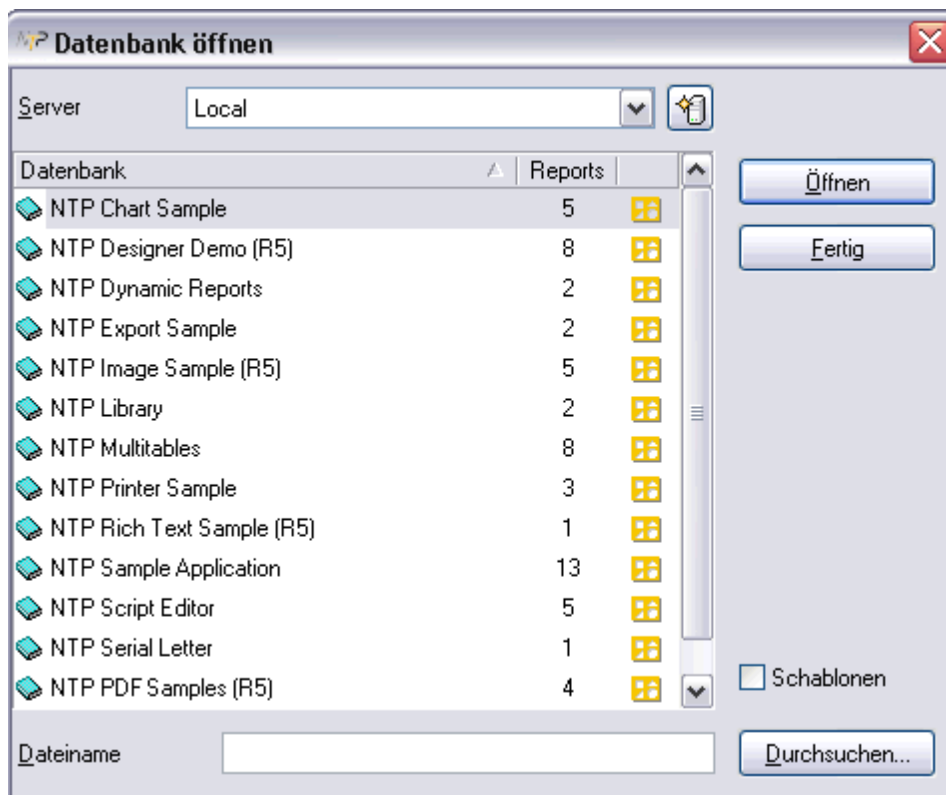 NTP Datenbank öffnen
Server Local
Datenbank Reports
NTP Chart Sample 5
NTP Designer Demo (R5) 8
NTP Dynamic Reports 2
NTP Export Sample 2
NTP Image Sample (R5) 5
NTP Library 2
NTP Multitables 8
NTP Printer Sample 3
NTP Rich Text Sample (R5) 1
NTP Sample Application 13
NTP Script Editor 5
NTP Serial Letter 1
NTP PDF Samples (R5) 4
Öffnen
Fertig
Schablonen
Dateiname
Durchsuchen...